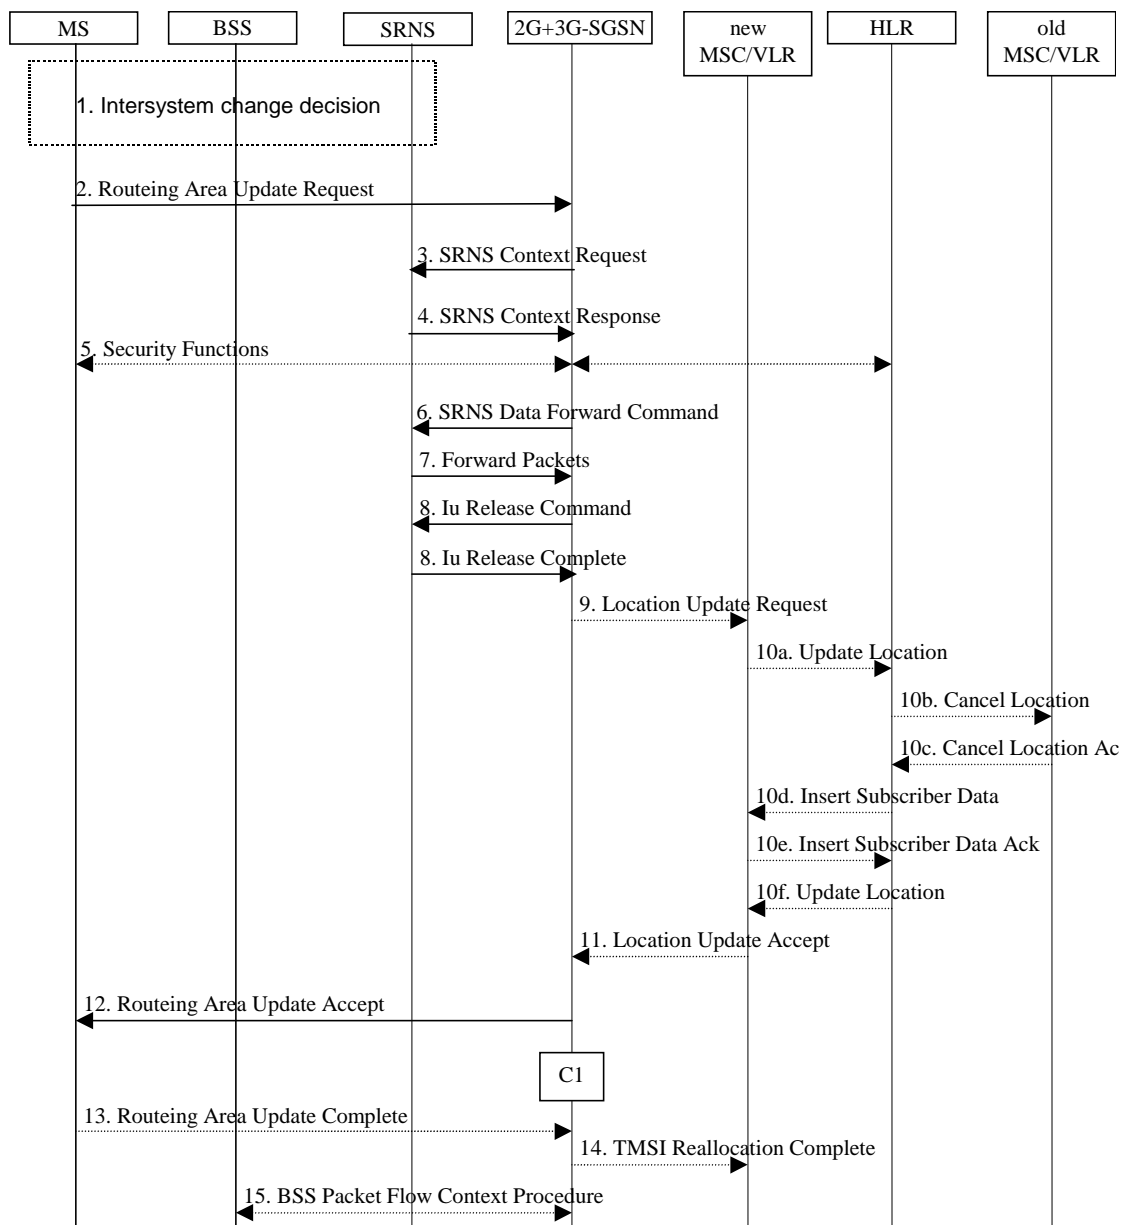 MS
BSS
SRNS
2G+3G-SGSN
new
MSC/VLR
HLR
old
MSC/VLR
1. Intersystem change decision
2. Routeing Area Update Request
3. SRNS Context Request
4. SRNS Context Response
5. Security Functions
6. SRNS Data Forward Command
7. Forward Packets
8. Iu Release Command
8. Iu Release Complete
9. Location Update Request
10a. Update Location
10b. Cancel Location
10c. Cancel Location Ac
10d. Insert Subscriber Data
10e. Insert Subscriber Data Ack
10f. Update Location
11. Location Update Accept
12. Routeing Area Update Accept
C1
13. Routeing Area Update Complete
14. TMSI Reallocation Complete
15. BSS Packet Flow Context Procedure